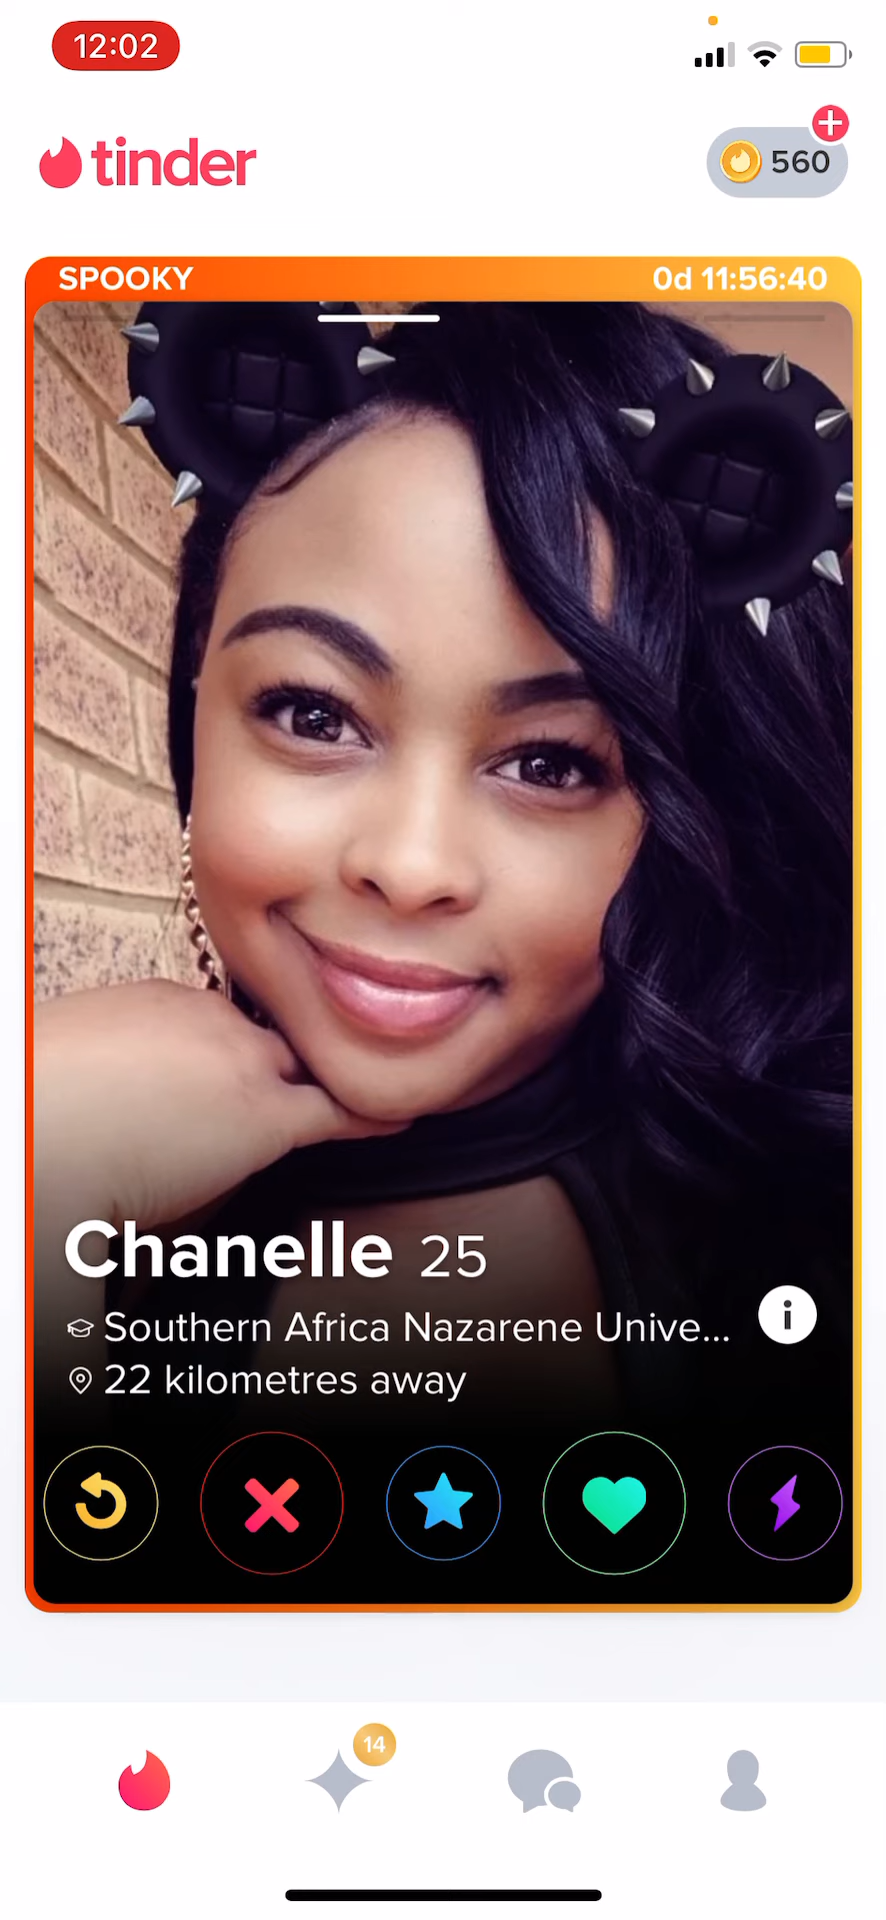 12:02
tinder
560
SPOOKY
0d 11:56:40
Chanelle 25
Southern Africa Nazarene Unive...
22 kilometres away
14